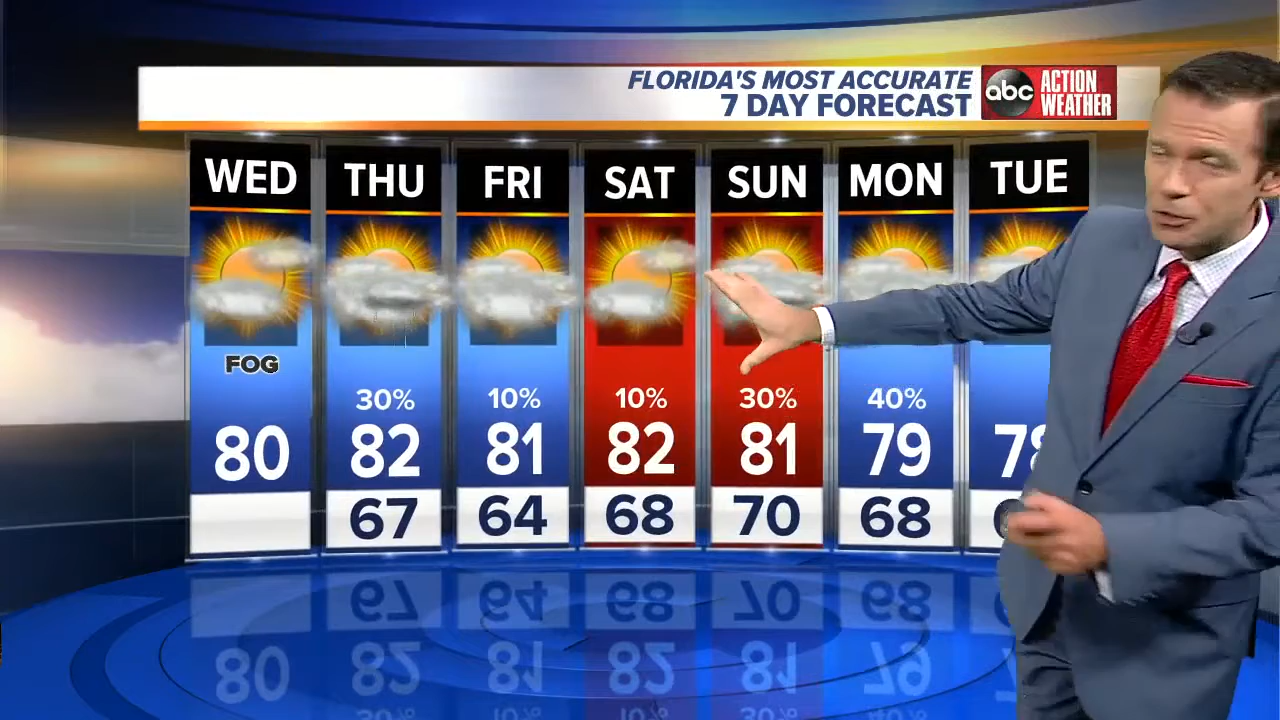 FLORIDA'S MOST ACCURATE
7 DAY FORECAST
abc ACTION WEATHER
WED THU FRI SAT SUN MON TUE
FOG
30% 10% 10% 30% 40%
80 82 81 82 81 79 78
67 64 68 70 68